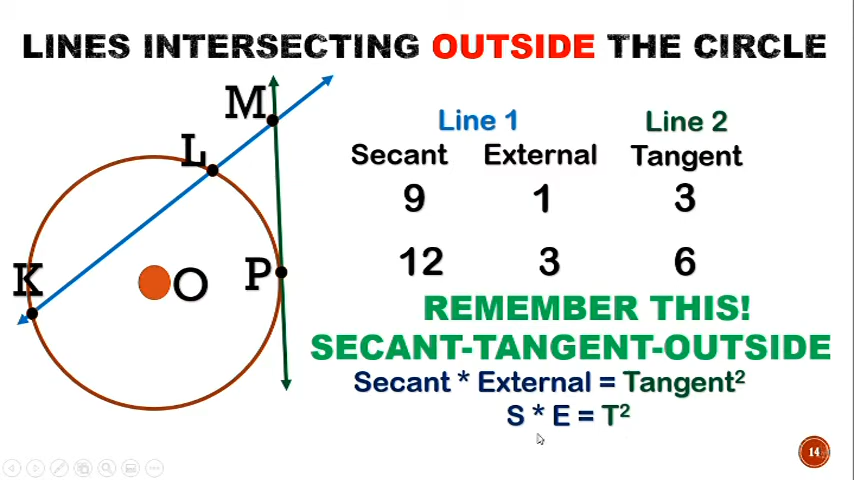 LINES INTERSECTING OUTSIDE THE CIRCLE
M
L
K
O
P
Line 1 Line 2
Secant External Tangent
9 1 3
12 3 6
REMEMBER THIS!
SECANT-TANGENT-OUTSIDE
Secant * External = Tangent²
S * E = T²
14